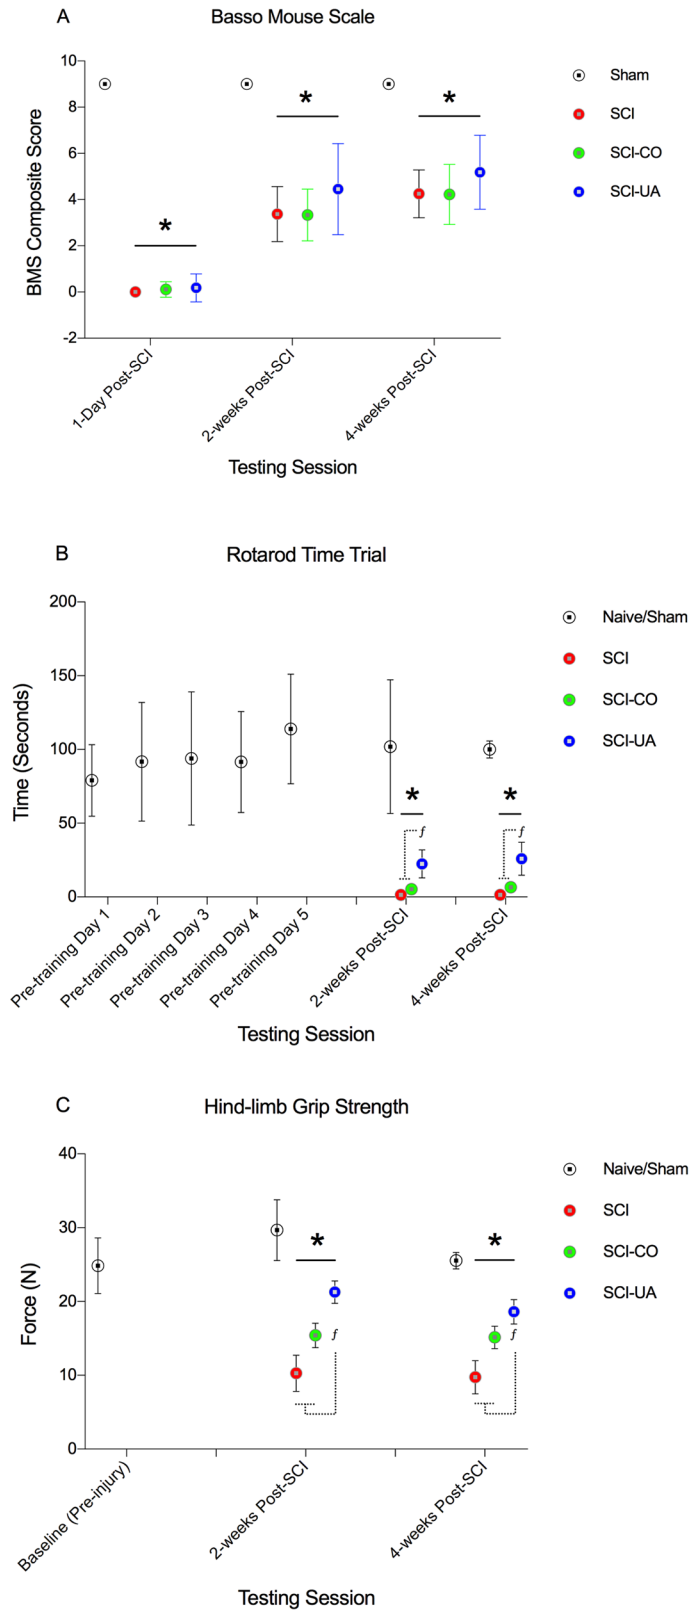 A
Basso Mouse Scale
10
8
6
4
2
0
-2
BMS Composite Score
*
*
*
Sham
SCI
SCI-CO
SCI-UA
1-Day Post-SCI
2-weeks Post-SCI
4-weeks Post-SCI
Testing Session
B
Rotarod Time Trial
200
150
100
50
0
Time (Seconds)
*
*
f
f
Naive/Sham
SCI
SCI-CO
SCI-UA
Pre-training Day 1
Pre-training Day 2
Pre-training Day 3
Pre-training Day 4
Pre-training Day 5
2-weeks Post-SCI
4-weeks Post-SCI
Testing Session
C
Hind-limb Grip Strength
40
30
20
10
0
Force (N)
*
*
f
f
Naive/Sham
SCI
SCI-CO
SCI-UA
Baseline (Pre-injury)
2-weeks Post-SCI
4-weeks Post-SCI
Testing Session